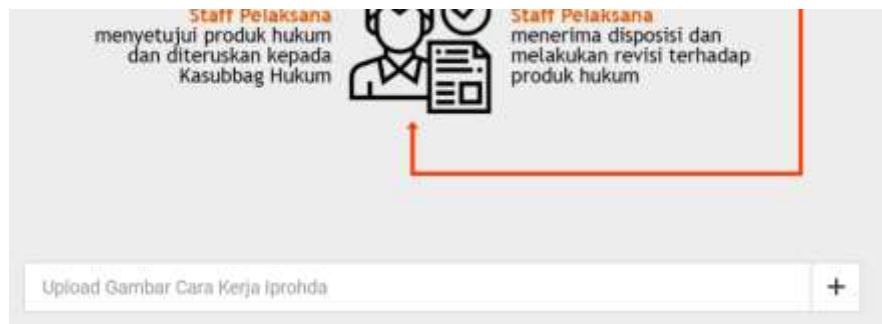 Staff Pelaksana
menyetujui produk hukum
dan diteruskan kepada
Kasubbag Hukum
Staff Pelaksana
menerima disposisi dan
melakukan revisi terhadap
produk hukum
Upload Gambar Cara Kerja Iprohda
+